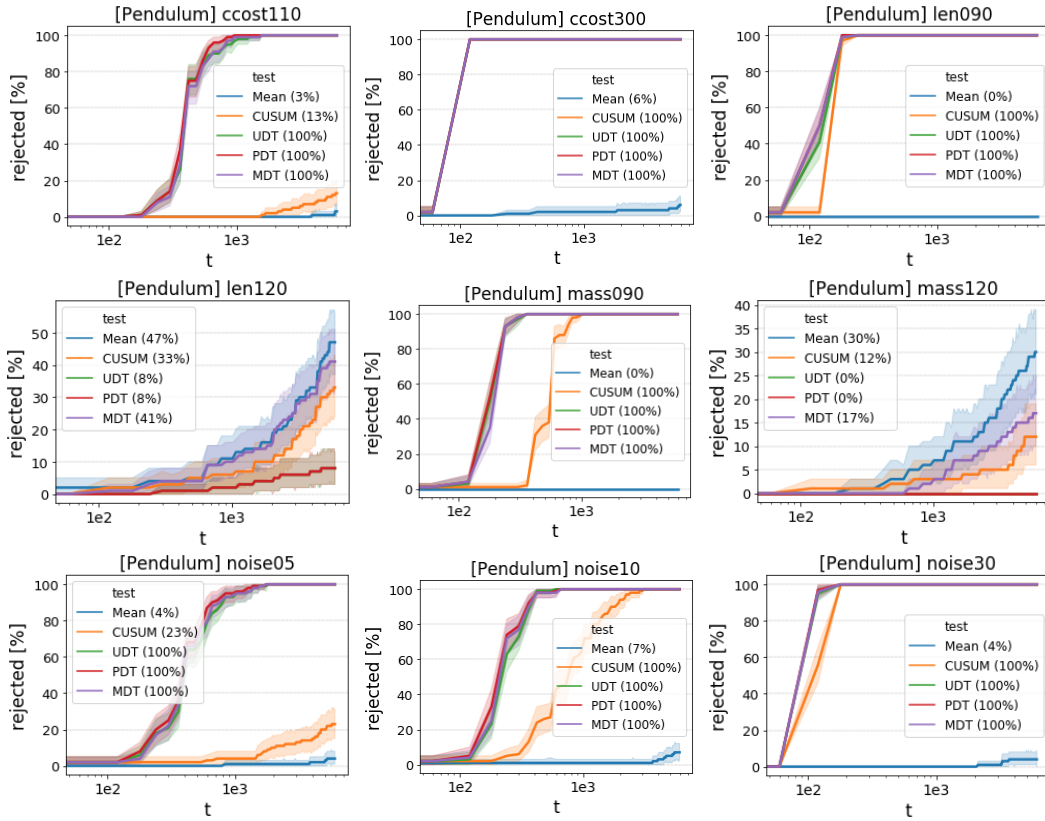 [Pendulum] ccost110
rejected [%]
100
80
60
40
20
0
test
Mean (3%)
CUSUM (13%)
UDT (100%)
PDT (100%)
MDT (100%)
1e2
1e3
t
[Pendulum] ccost300
rejected [%]
100
80
60
40
20
0
test
Mean (6%)
CUSUM (100%)
UDT (100%)
PDT (100%)
MDT (100%)
1e2
1e3
t
[Pendulum] len090
rejected [%]
100
80
60
40
20
0
test
Mean (0%)
CUSUM (100%)
UDT (100%)
PDT (100%)
MDT (100%)
1e2
1e3
t
[Pendulum] len120
rejected [%]
50
40
30
20
10
0
test
Mean (47%)
CUSUM (33%)
UDT (8%)
PDT (8%)
MDT (41%)
1e2
1e3
t
[Pendulum] mass090
rejected [%]
100
80
60
40
20
0
test
Mean (0%)
CUSUM (100%)
UDT (100%)
PDT (100%)
MDT (100%)
1e2
1e3
t
[Pendulum] mass120
rejected [%]
40
35
30
25
20
15
10
5
0
test
Mean (30%)
CUSUM (12%)
UDT (0%)
PDT (0%)
MDT (17%)
1e2
1e3
t
[Pendulum] noise05
rejected [%]
100
80
60
40
20
0
test
Mean (4%)
CUSUM (23%)
UDT (100%)
PDT (100%)
MDT (100%)
1e2
1e3
t
[Pendulum] noise10
rejected [%]
100
80
60
40
20
0
test
Mean (7%)
CUSUM (100%)
UDT (100%)
PDT (100%)
MDT (100%)
1e2
1e3
t
[Pendulum] noise30
rejected [%]
100
80
60
40
20
0
test
Mean (4%)
CUSUM (100%)
UDT (100%)
PDT (100%)
MDT (100%)
1e2
1e3
t